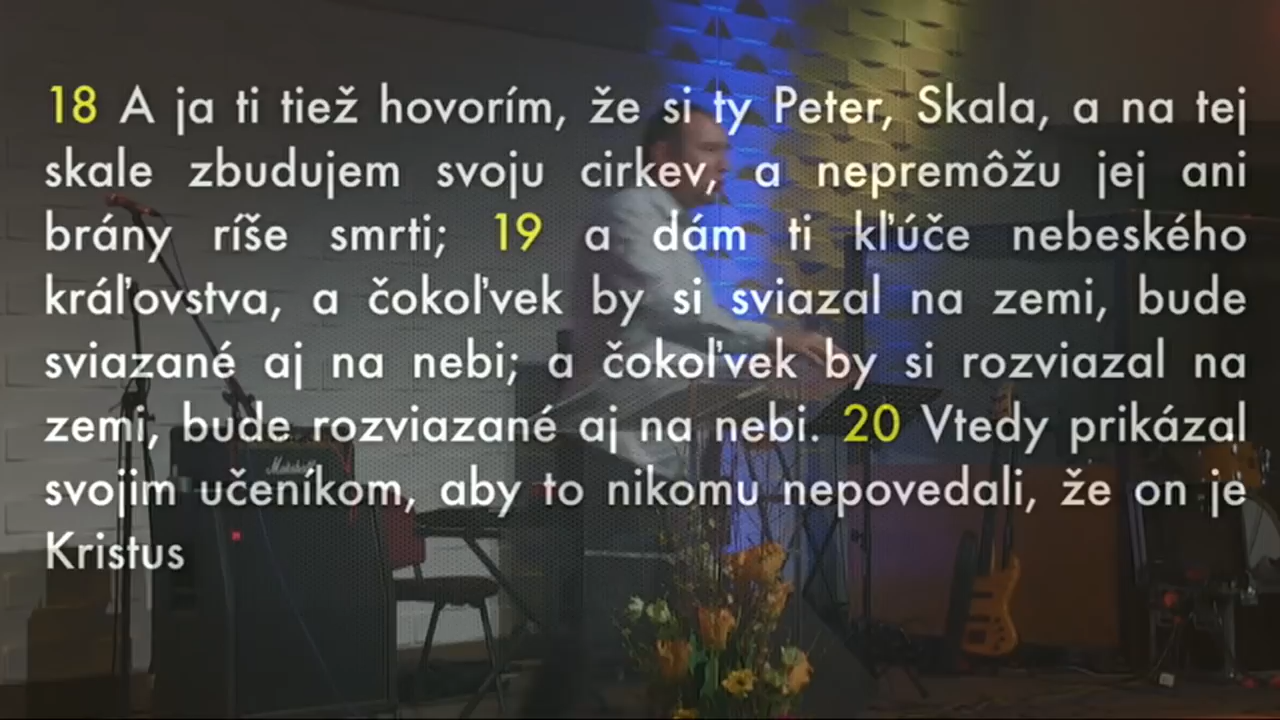 18 A ja ti tiež hovorím, že si ty Peter, Skala, a na tej
skale zbudujem svoju cirkev, a nepremôžu jej ani
brány ríše smrti; 19 a dám ti kľúče nebeského
kráľovstva, a čokoľvek by si sviazal na zemi, bude
sviazané aj na nebi; a čokoľvek by si rozviazal na
zemi, bude rozviazané aj na nebi. 20 Vtedy prikázal
svojim učeníkom, aby to nikomu nepovedali, že on je
Kristus
Marshall